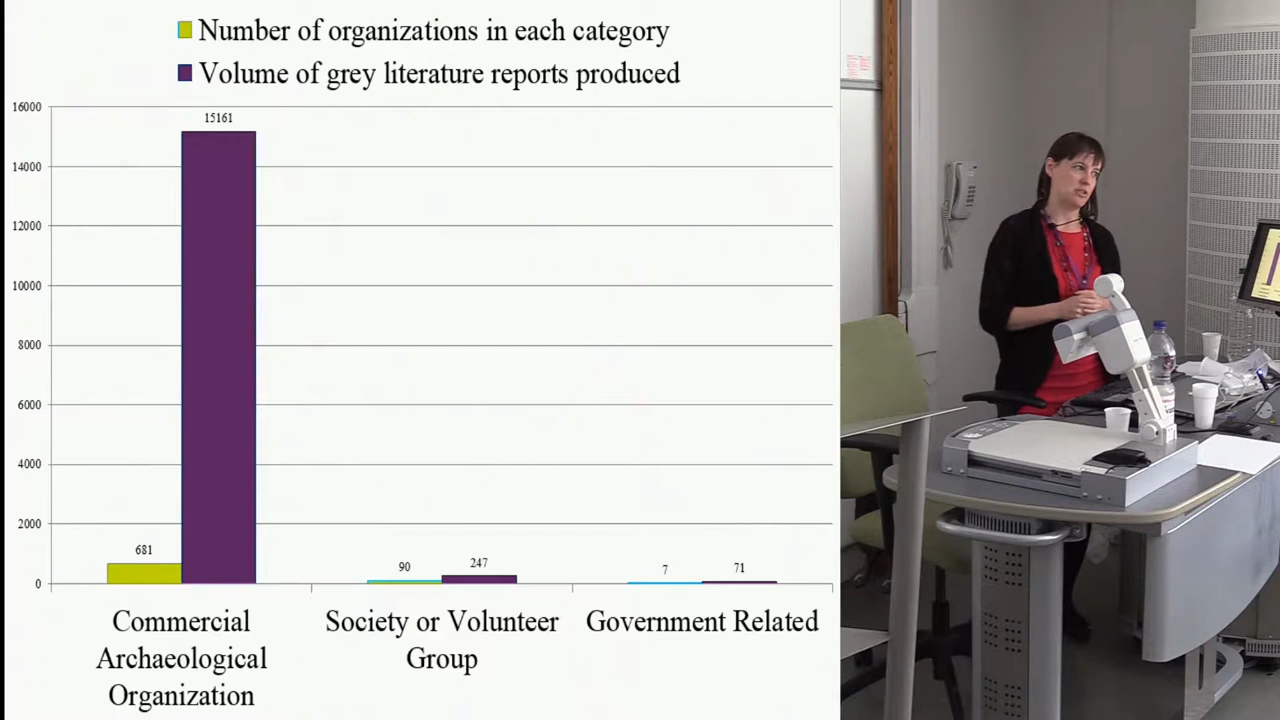 Number of organizations in each category
Volume of grey literature reports produced
16000
14000
12000
10000
8000
6000
4000
2000
0
15161
681
90
247
7
71
Commercial
Archaeological
Organization
Society or Volunteer
Group
Government Related